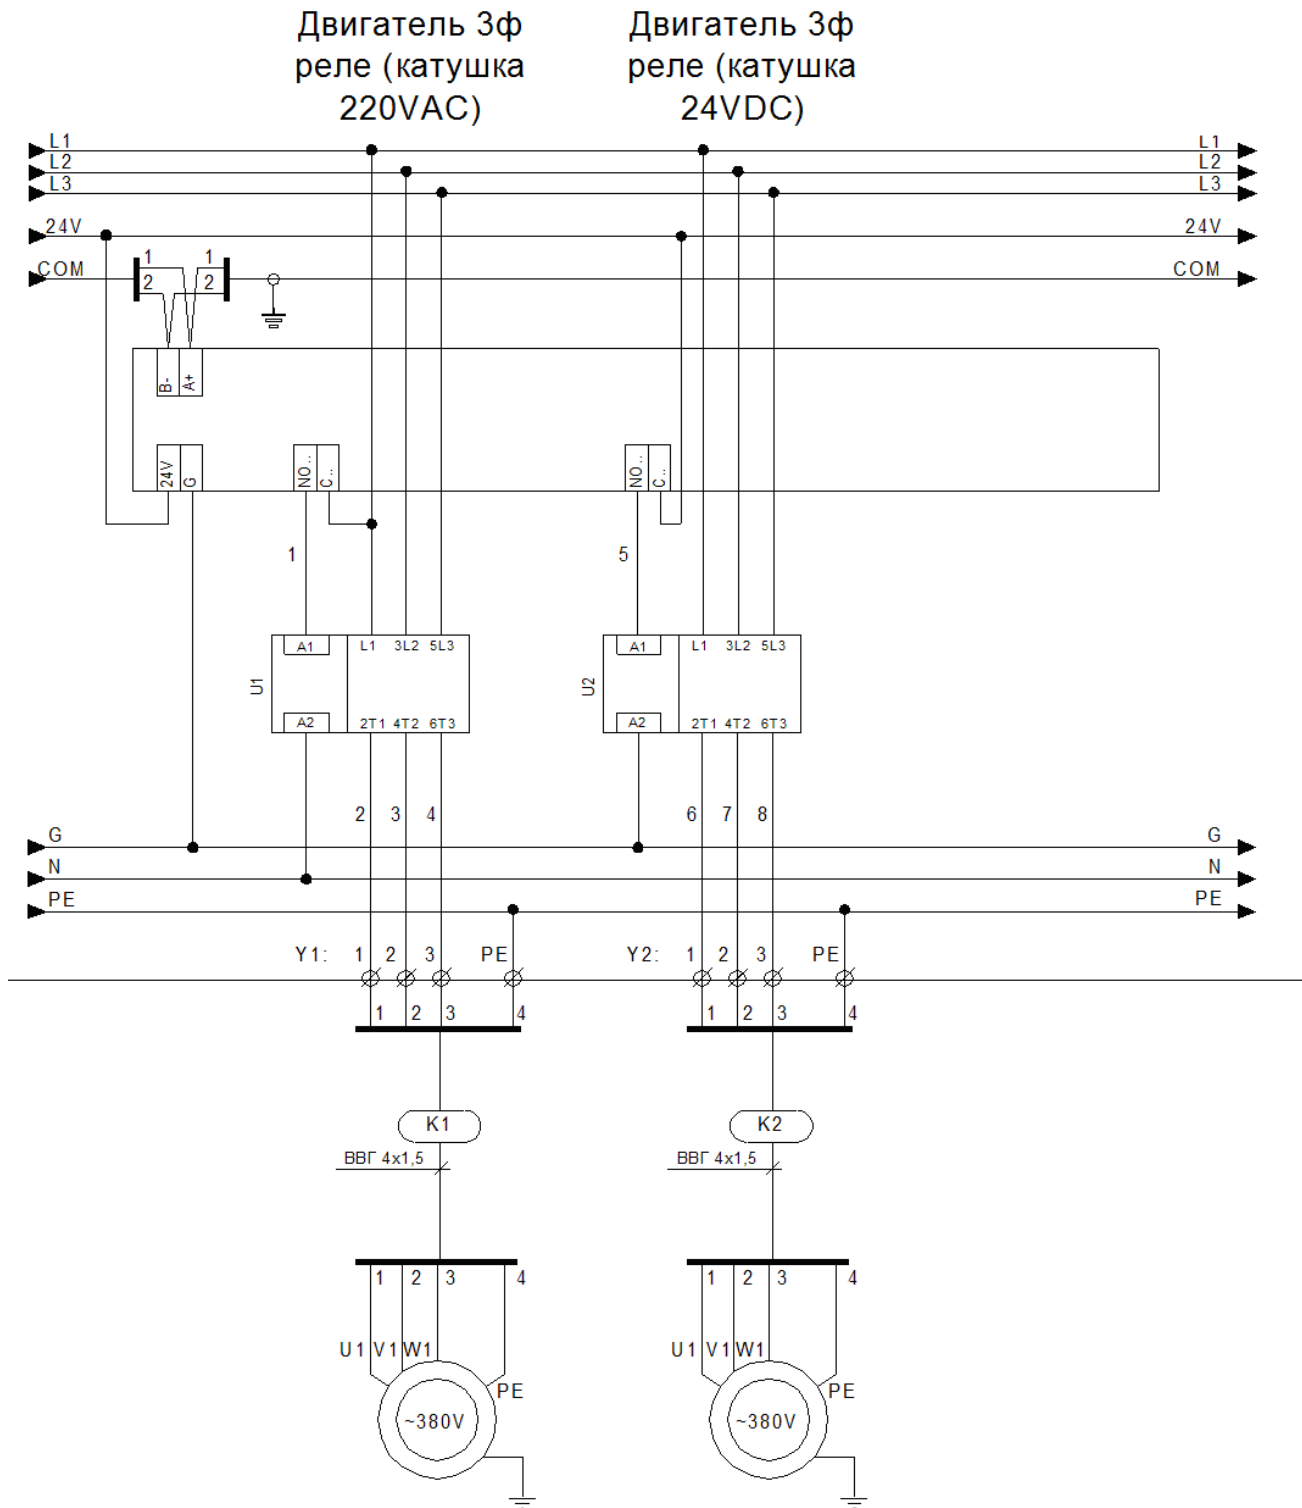 Двигатель 3ф реле (катушка 220VAC)
Двигатель 3ф реле (катушка 24VDC)
L1 L1
L2 L2
L3 L3
24V 24V
COM 1 1 COM
2 2
B- A+
24V G NO.. C.. NO.. C..
1 5
A1 L1 3L2 5L3 A1 L1 3L2 5L3
U1 U2
A2 2T1 4T2 6T3 A2 2T1 4T2 6T3
2 3 4 6 7 8
G G
N N
PE PE
Y1: 1 2 3 PE Y2: 1 2 3 PE
1 2 3 4 1 2 3 4
K1 K2
ВВГ 4х1,5 ВВГ 4х1,5
1 2 3 4 1 2 3 4
U1 V1 W1 U1 V1 W1
PE PE
~380V ~380V